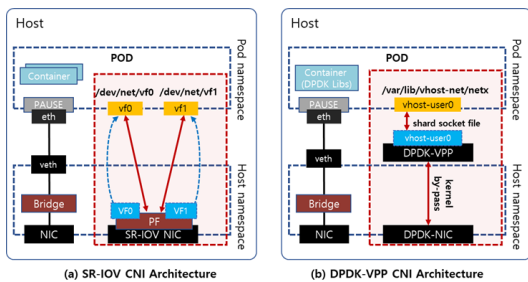 Host
POD
Container
/dev/net/vf0
/dev/net/vf1
PAUSE
vf0
vf1
eth
Pod namespace
veth
Host namespace
Bridge
VF0
VF1
PF
NIC
SR-IOV NIC
(a) SR-IOV CNI Architecture
Host
POD
Container
(DPDK Libs)
/var/lib/vhost-net/netx
PAUSE
vhost-user0
eth
shard socket file
Pod namespace
vhost-user0
DPDK-VPP
veth
kernel
by-pass
Host namespace
Bridge
NIC
DPDK-NIC
(b) DPDK-VPP CNI Architecture